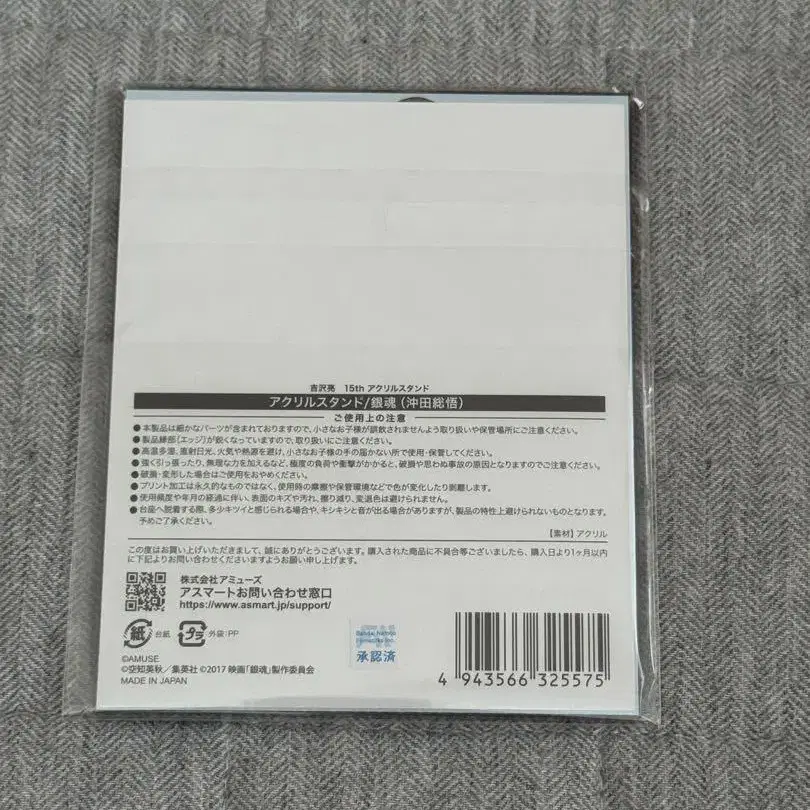 吉沢亮 15th アクリルスタンド
アクリルスタンド/銀魂(沖田総悟)
ご使用上の注意
●本製品は細かなパーツが含まれておりますので、小さなお子様が誤飲されませんよう取り扱いや保管場所にご注意ください。
●製品縁部(エッジ)が鋭くなっていますので、取り扱いにご注意ください。
●高温多湿、直射日光、火気や熱源を避け、小さなお子様の手の届かない所で使用・保管してください。
●強く引っ張ったり、無理な力を加えるなど、極度の負荷や衝撃がかかると、破損や思わぬ事故の原因となりますのでご注意ください。
●破損・変形した場合はご使用をおやめください。
●プリント加工は永久的なものではなく、使用時の摩擦や保管環境などで色が変化したり剥離します。
●使用頻度や年月の経過に伴い、表面のキズや汚れ、擦り減り、変退色は避けられません。
●台座へ脱着する際、多少キツイと感じられる場合や、キシキシと音が出る場合がありますが、製品の特性上避けられないものとなります。
予めご了承ください。
【素材】アクリル
この度はお買い上げいただきまして、誠にありがとうございます。購入された商品に不具合等ございましたら、購入日より1ヶ月以内
に下記よりお問い合わせくださいますようお願い申し上げます。
株式会社アミューズ
アスマートお問い合わせ窓口
https://www.asmart.jp/support/
紙 台紙 プラ 外袋:PP
©AMUSE
©空知英秋/集英社 ©2017 映画「銀魂」製作委員会
MADE IN JAPAN
Bandai Namco
Filmworks Inc.
承認済
4 943566 325575